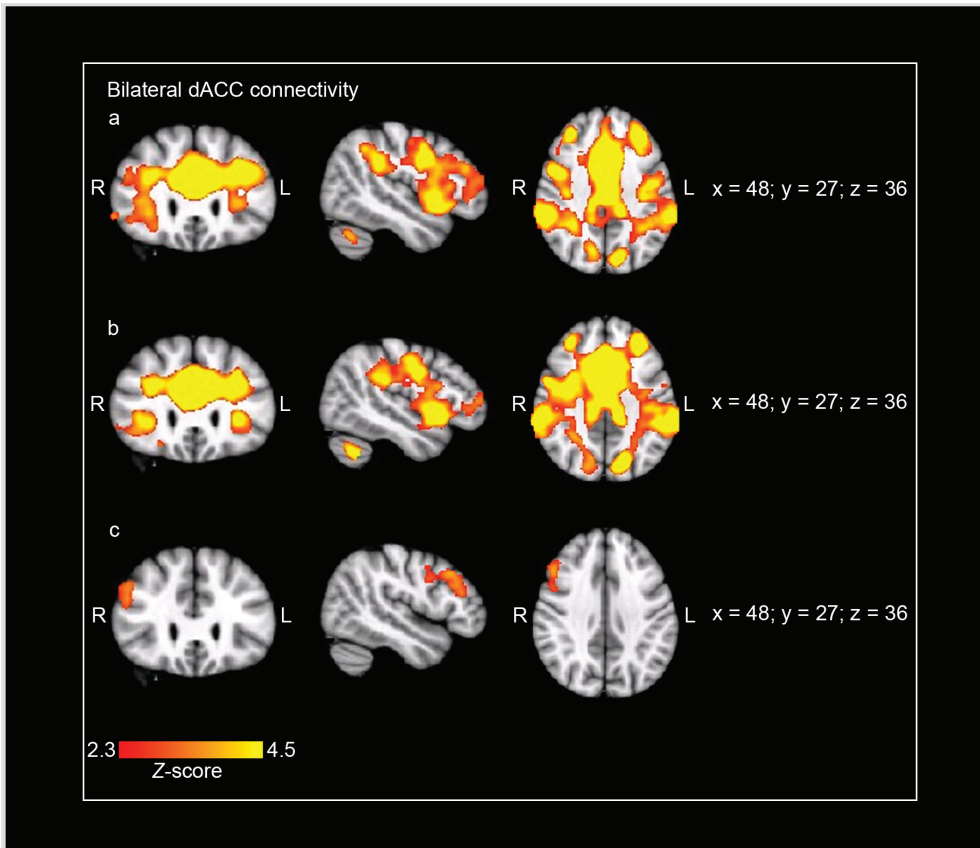 Bilateral dACC connectivity
a
R
L
R
L
x = 48; y = 27; z = 36
b
R
L
R
L
x = 48; y = 27; z = 36
c
R
L
R
L
x = 48; y = 27; z = 36
2.3
4.5
Z-score